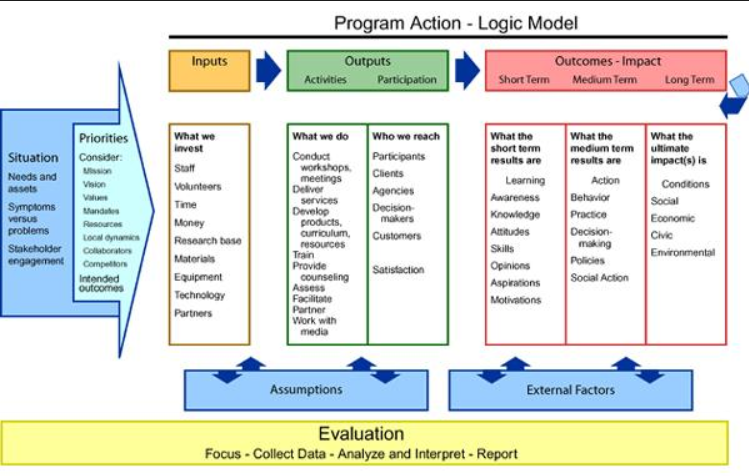 Program Action - Logic Model
Inputs
Outputs
Activities Participation
Outcomes - Impact
Short Term Medium Term Long Term
Situation
Needs and
assets
Symptoms
versus
problems
Stakeholder
engagement
Priorities
Consider:
Mission
Vision
Values
Mandates
Resources
Local dynamics
Collaborators
Competitors
Intended
outcomes
What we
invest
Staff
Volunteers
Time
Money
Research base
Materials
Equipment
Technology
Partners
What we do
Conduct
workshops,
meetings
Deliver
services
Develop
products,
curriculum,
resources
Train
Provide
counseling
Assess
Facilitate
Partner
Work with
media
Who we reach
Participants
Clients
Agencies
Decision-
makers
Customers
Satisfaction
What the
short term
results are
Learning
Awareness
Knowledge
Attitudes
Skills
Opinions
Aspirations
Motivations
What the
medium term
results are
Action
Behavior
Practice
Decision-
making
Policies
Social Action
What the
ultimate
impact(s) is
Conditions
Social
Economic
Civic
Environmental
Assumptions
External Factors
Evaluation
Focus - Collect Data - Analyze and Interpret - Report